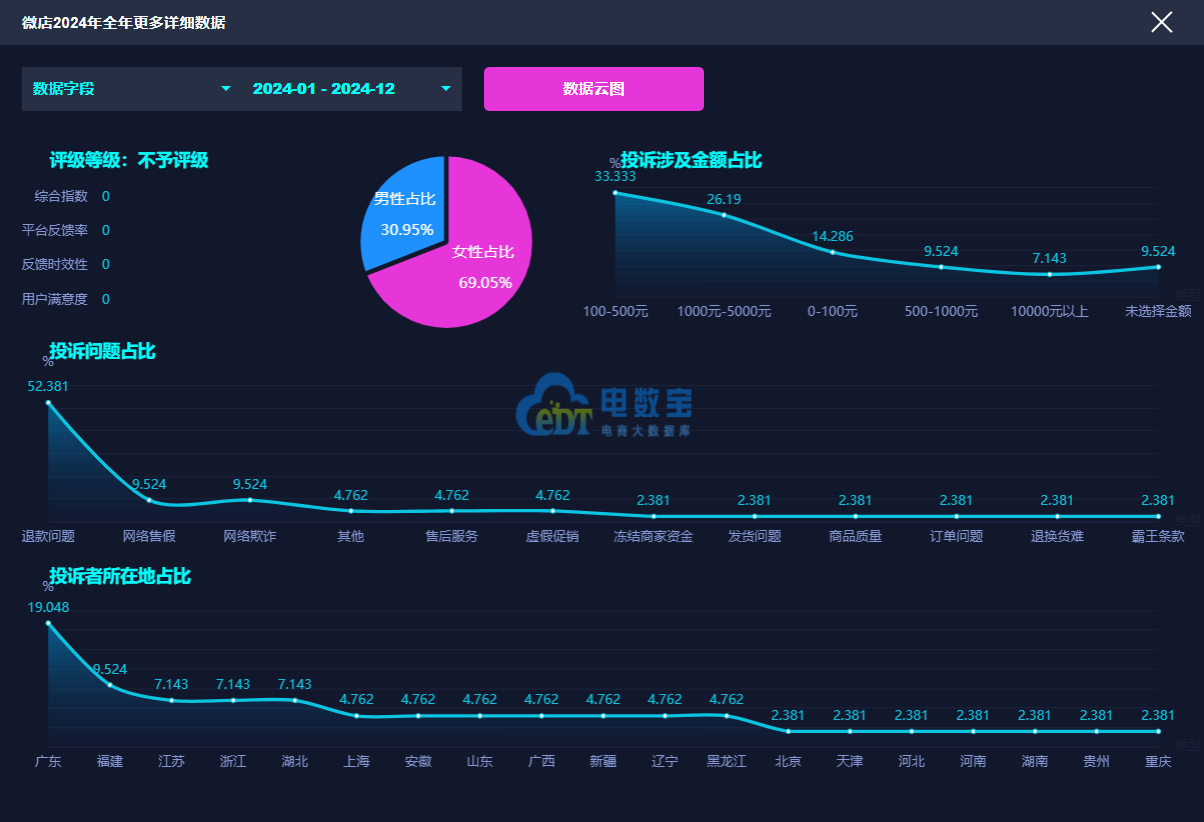 微店2024年全年更多详细数据
数据字段
2024-01 - 2024-12
数据云图
评级等级：不予评级
综合指数 0
平台反馈率 0
反馈时效性 0
用户满意度 0
男性占比
30.95%
女性占比
69.05%
%
投诉涉及金额占比
33.333 26.19 14.286 9.524 7.143 9.524
类型
100-500元 1000元-5000元 0-100元 500-1000元 10000元以上 未选择金额
%
投诉问题占比
52.381 9.524 9.524 4.762 4.762 4.762 2.381 2.381 2.381 2.381 2.381 2.381
eDT 电数宝
电商大数据库
类型
退款问题 网络售假 网络欺诈 其他 售后服务 虚假促销 冻结商家资金 发货问题 商品质量 订单问题 退换货难 霸王条款
%
投诉者所在地占比
19.048 9.524 7.143 7.143 7.143 4.762 4.762 4.762 4.762 4.762 4.762 4.762 2.381 2.381 2.381 2.381 2.381 2.381 2.381
类型
广东 福建 江苏 浙江 湖北 上海 安徽 山东 广西 新疆 辽宁 黑龙江 北京 天津 河北 河南 湖南 贵州 重庆